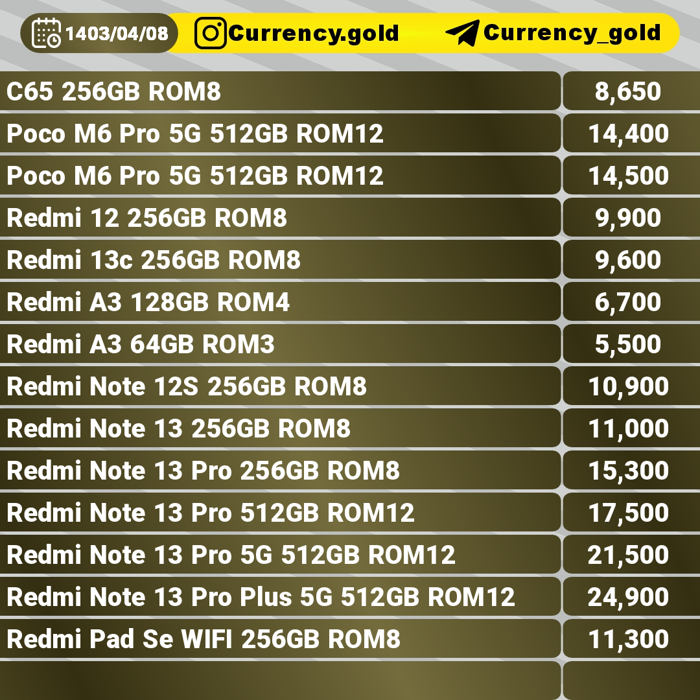 1403/04/08 Currency.gold Currency_gold
C65 256GB ROM8 8,650
Poco M6 Pro 5G 512GB ROM12 14,400
Poco M6 Pro 5G 512GB ROM12 14,500
Redmi 12 256GB ROM8 9,900
Redmi 13c 256GB ROM8 9,600
Redmi A3 128GB ROM4 6,700
Redmi A3 64GB ROM3 5,500
Redmi Note 12S 256GB ROM8 10,900
Redmi Note 13 256GB ROM8 11,000
Redmi Note 13 Pro 256GB ROM8 15,300
Redmi Note 13 Pro 512GB ROM12 17,500
Redmi Note 13 Pro 5G 512GB ROM12 21,500
Redmi Note 13 Pro Plus 5G 512GB ROM12 24,900
Redmi Pad Se WIFI 256GB ROM8 11,300